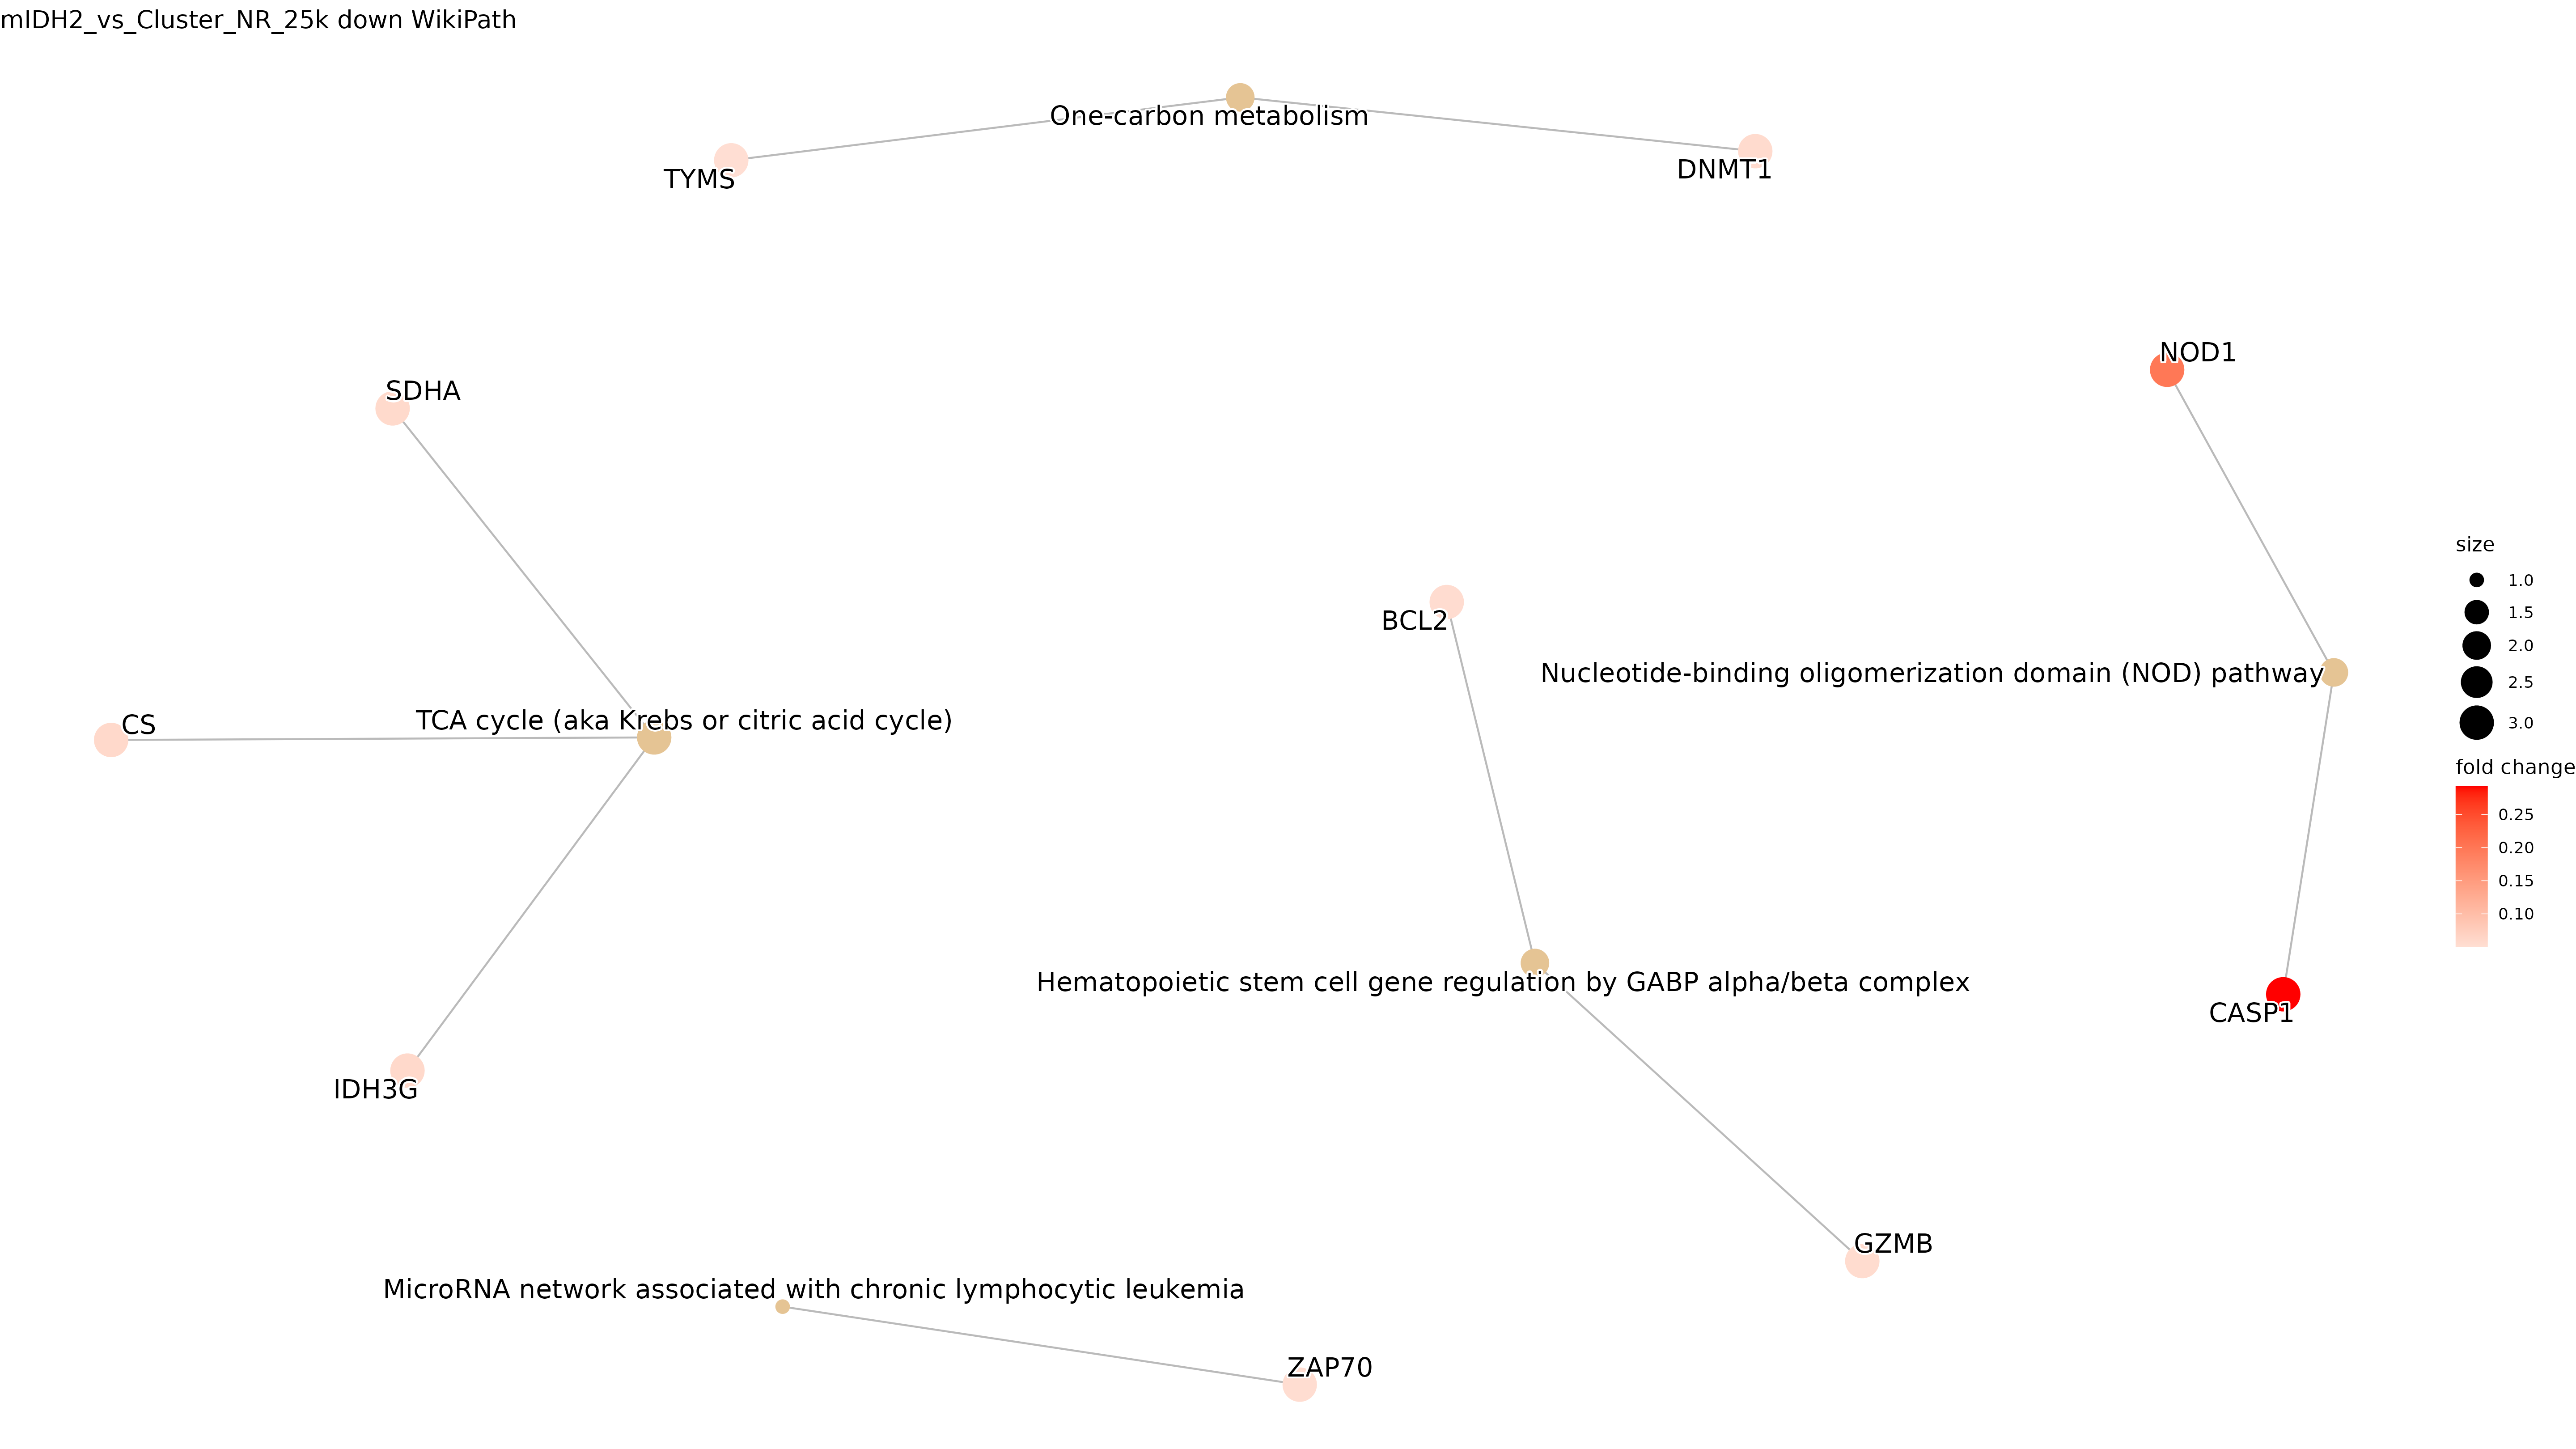 mIDH2_vs_Cluster_NR_25k down WikiPath
One-carbon metabolism
TYMS
DNMT1
NOD1
SDHA
BCL2
Nucleotide-binding oligomerization domain (NOD) pathway
CS
TCA cycle (aka Krebs or citric acid cycle)
Hematopoietic stem cell gene regulation by GABP alpha/beta complex
CASP1
IDH3G
GZMB
MicroRNA network associated with chronic lymphocytic leukemia
ZAP70
size
1.0
1.5
2.0
2.5
3.0
fold change
0.25
0.20
0.15
0.10